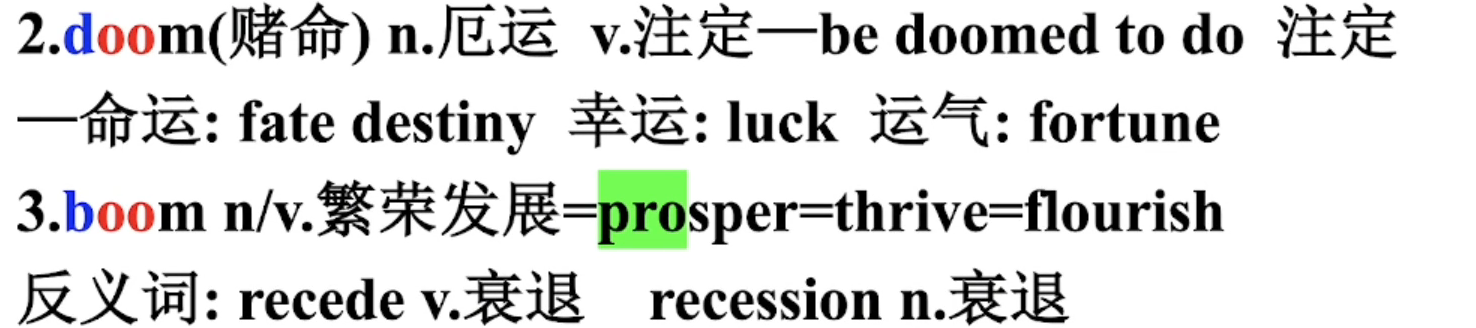 2.doom(赌命) n.厄运 v.注定—be doomed to do 注定
—命运: fate destiny 幸运: luck 运气: fortune
3.boom n/v.繁荣发展=prosper=thrive=flourish
反义词: recede v.衰退 recession n.衰退